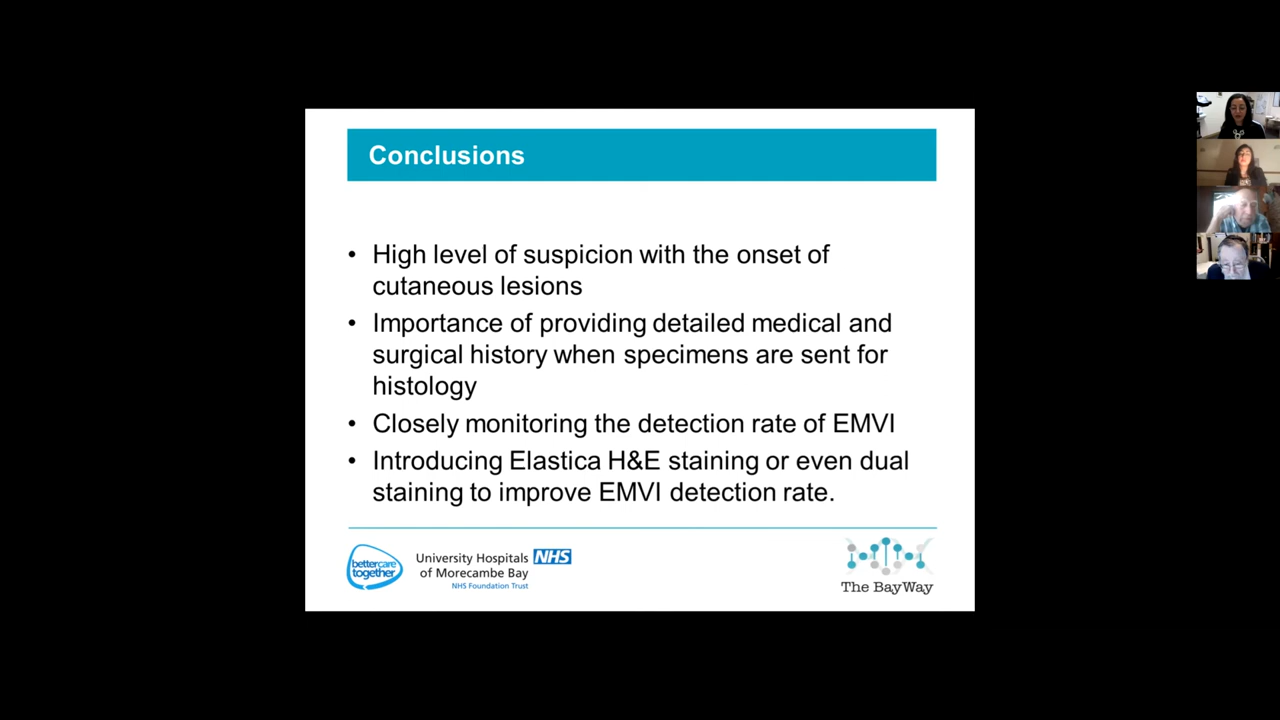 Conclusions
• High level of suspicion with the onset of
cutaneous lesions
• Importance of providing detailed medical and
surgical history when specimens are sent for
histology
• Closely monitoring the detection rate of EMVI
• Introducing Elastica H&E staining or even dual
staining to improve EMVI detection rate.
bettercare
together
University Hospitals NHS
of Morecambe Bay
NHS Foundation Trust
The BayWay